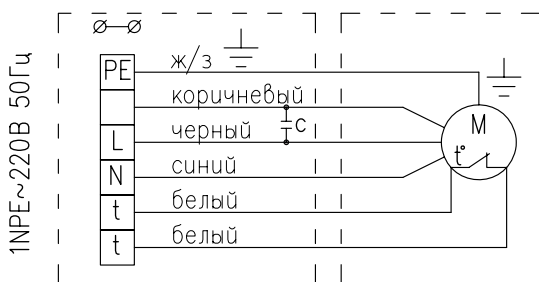 1NPE~220В 50Гц
PE ж/з
коричневый
C
L черный
N синий
t белый
t белый
M
t°